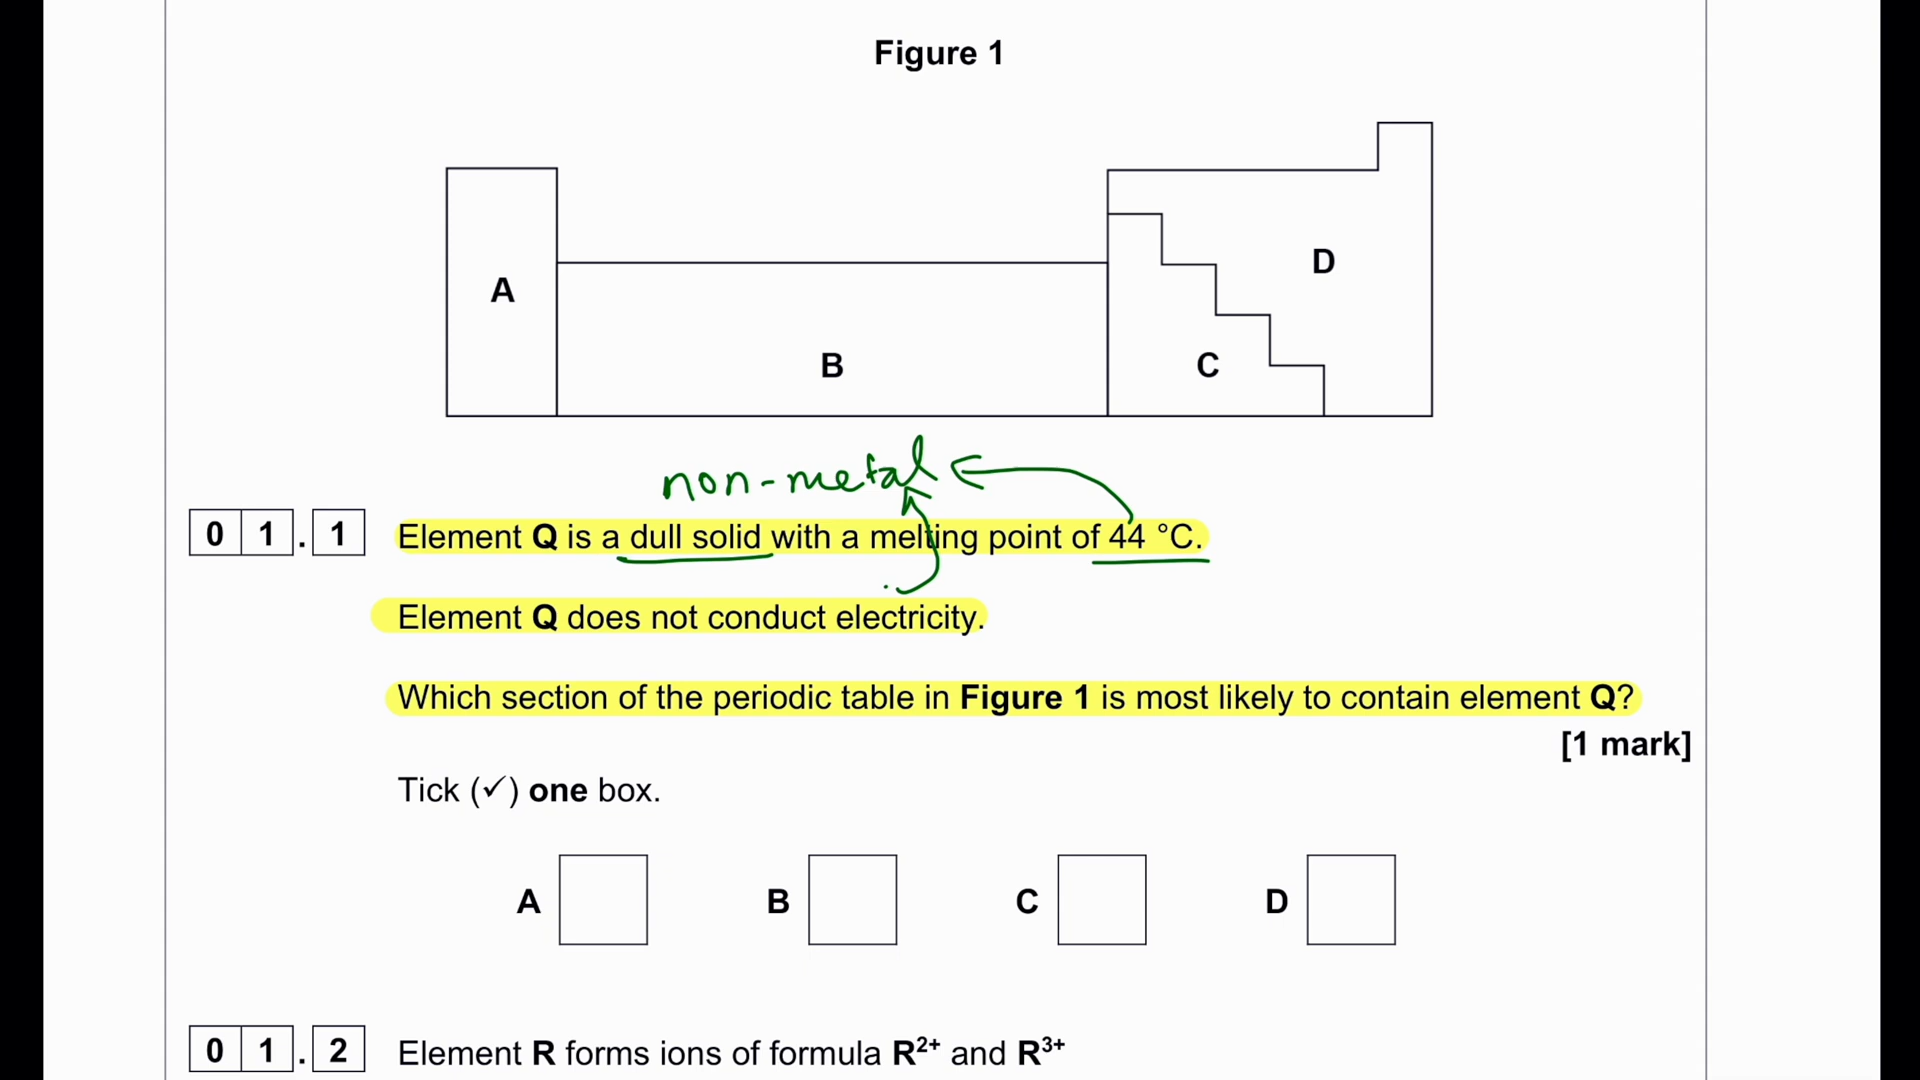 Figure 1
A
B
C
D
non-metal
0 1 . 1 Element Q is a dull solid with a melting point of 44 °C.
Element Q does not conduct electricity.
Which section of the periodic table in Figure 1 is most likely to contain element Q?
[1 mark]
Tick (✓) one box.
A B C D
0 1 . 2 Element R forms ions of formula R²⁺ and R³⁺